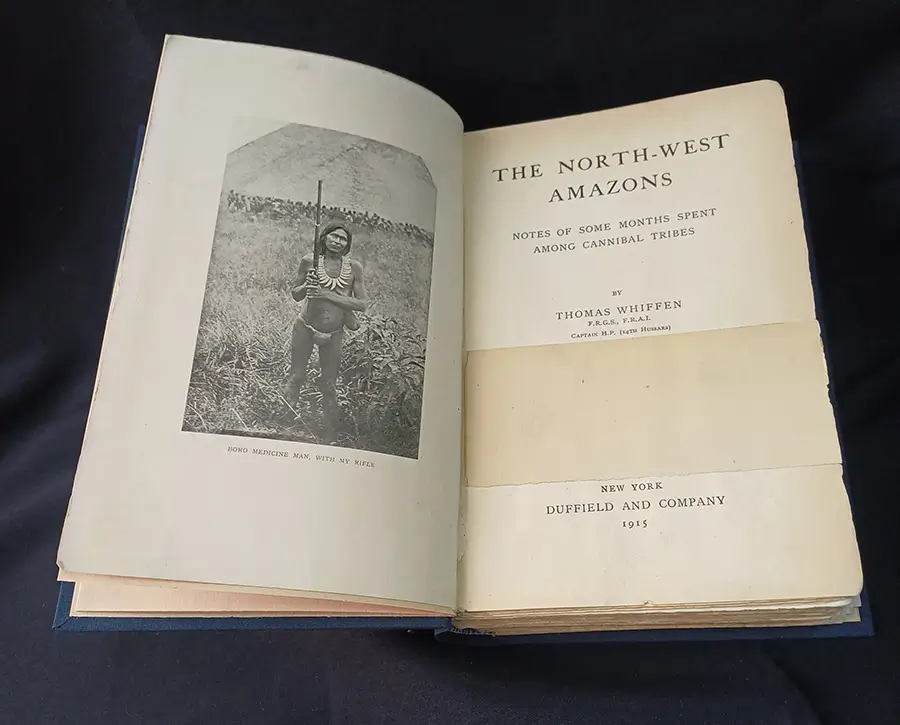 BORO MEDICINE MAN, WITH MY RIFLE
THE NORTH-WEST
AMAZONS
NOTES OF SOME MONTHS SPENT
AMONG CANNIBAL TRIBES
BY
THOMAS WHIFFEN
F.R.G.S., F.R.A.I.
CAPTAIN H.P. (14TH HUSSARS)
NEW YORK
DUFFIELD AND COMPANY
1915